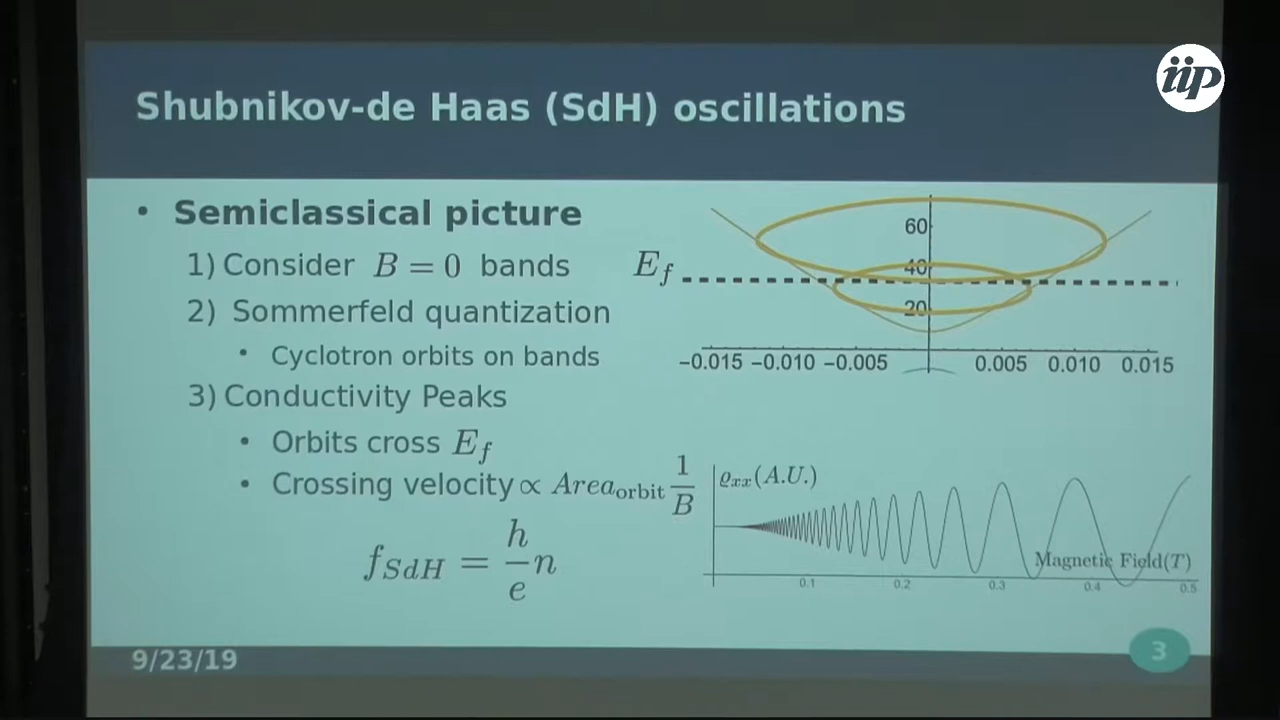 iip
Shubnikov-de Haas (SdH) oscillations
• Semiclassical picture
1) Consider B = 0 bands
2) Sommerfeld quantization
• Cyclotron orbits on bands
3) Conductivity Peaks
• Orbits cross E_f
• Crossing velocity ∝ Area_orbit 1/B
f_SdH = h/e n
E_f
60
40
20
−0.015 −0.010 −0.005 0.005 0.010 0.015
ϱ_xx(A.U.)
Magnetic Field(T)
0.1 0.2 0.3 0.4 0.5
9/23/19
3